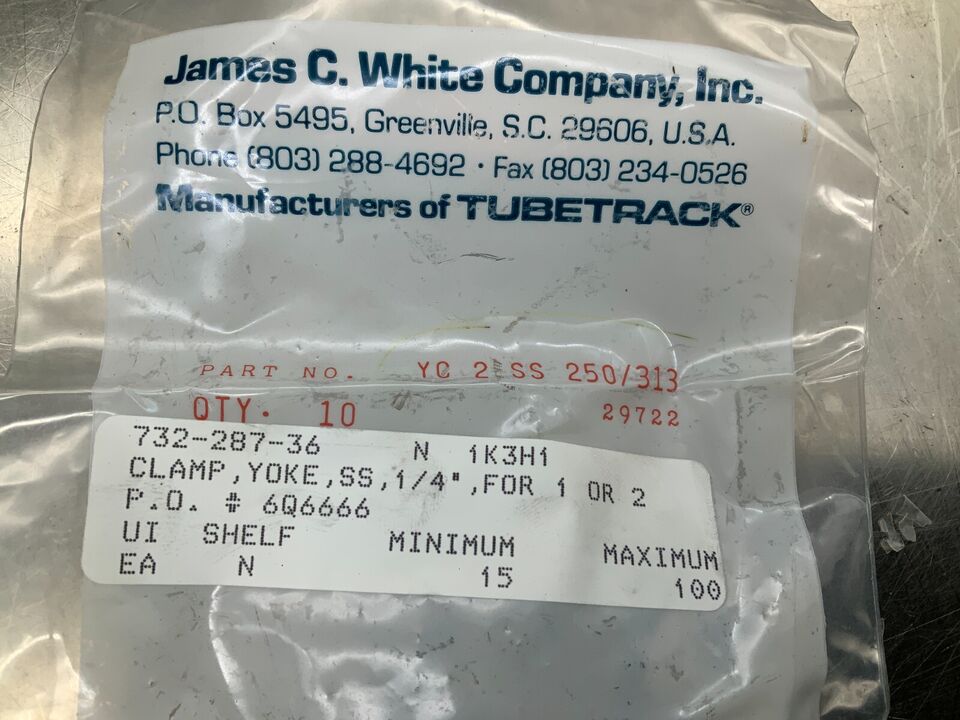 James C. White Company, Inc.
P.O. Box 5495, Greenville, S.C. 29606, U.S.A.
Phone (803) 288-4692 · Fax (803) 234-0526
Manufacturers of TUBETRACK®
PART NO. YC 2 SS 250/313
QTY. 10 29722
732-287-36 N 1K3H1
CLAMP,YOKE,SS,1/4",FOR 1 OR 2
P.O. # 6Q6666
UI SHELF MINIMUM MAXIMUM
EA N 15 100